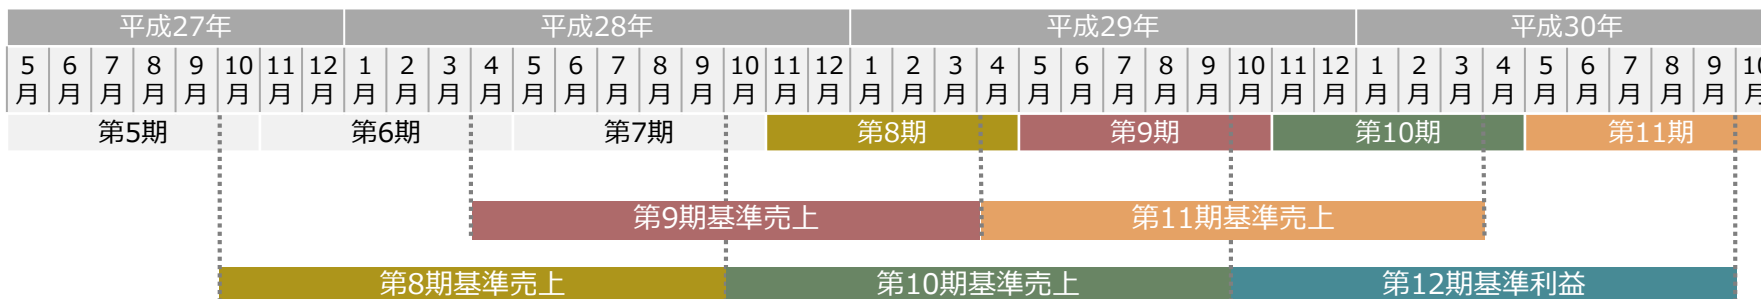 平成27年 平成28年 平成29年 平成30年
5月 6月 7月 8月 9月 10月 11月 12月 1月 2月 3月 4月 5月 6月 7月 8月 9月 10月 11月 12月 1月 2月 3月 4月 5月 6月 7月 8月 9月 10月 11月 12月 1月 2月 3月 4月 5月 6月 7月 8月 9月 10月
第5期 第6期 第7期 第8期 第9期 第10期 第11期
第9期基準売上 第11期基準売上
第8期基準売上 第10期基準売上 第12期基準利益